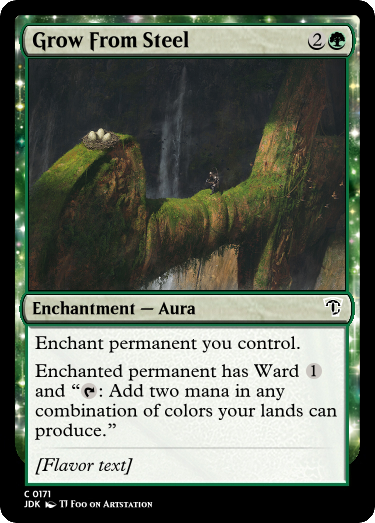 Grow From Steel 2
Enchantment — Aura
Enchant permanent you control.
Enchanted permanent has Ward 1
and “: Add two mana in any
combination of colors your lands can
produce.”
[Flavor text]
C 0171
JDK TJ Foo on Artstation